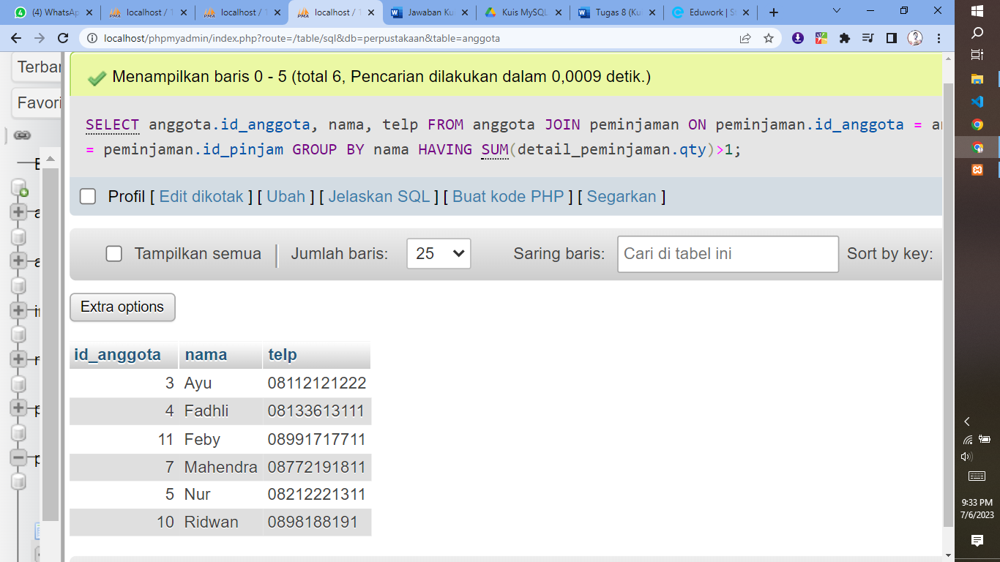 (4) WhatsAp
localhost / 1
localhost / 1
localhost / 1
Jawaban Ku
Kuis MySQL
Tugas 8 (Kui
Eduwork | S
localhost/phpmyadmin/index.php?route=/table/sql&db=perpustakaan&table=anggota
Terbar
Favori
Menampilkan baris 0 - 5 (total 6, Pencarian dilakukan dalam 0,0009 detik.)
SELECT anggota.id_anggota, nama, telp FROM anggota JOIN peminjaman ON peminjaman.id_anggota = an
= peminjaman.id_pinjam GROUP BY nama HAVING SUM(detail_peminjaman.qty)>1;
Profil [ Edit dikotak ] [ Ubah ] [ Jelaskan SQL ] [ Buat kode PHP ] [ Segarkan ]
Tampilkan semua | Jumlah baris: 25 Saring baris: Cari di tabel ini Sort by key:
Extra options
id_anggota nama telp
3 Ayu 08112121222
4 Fadhli 08133613111
11 Feby 08991717711
7 Mahendra 08772191811
5 Nur 08212221311
10 Ridwan 0898188191
9:33 PM
7/6/2023